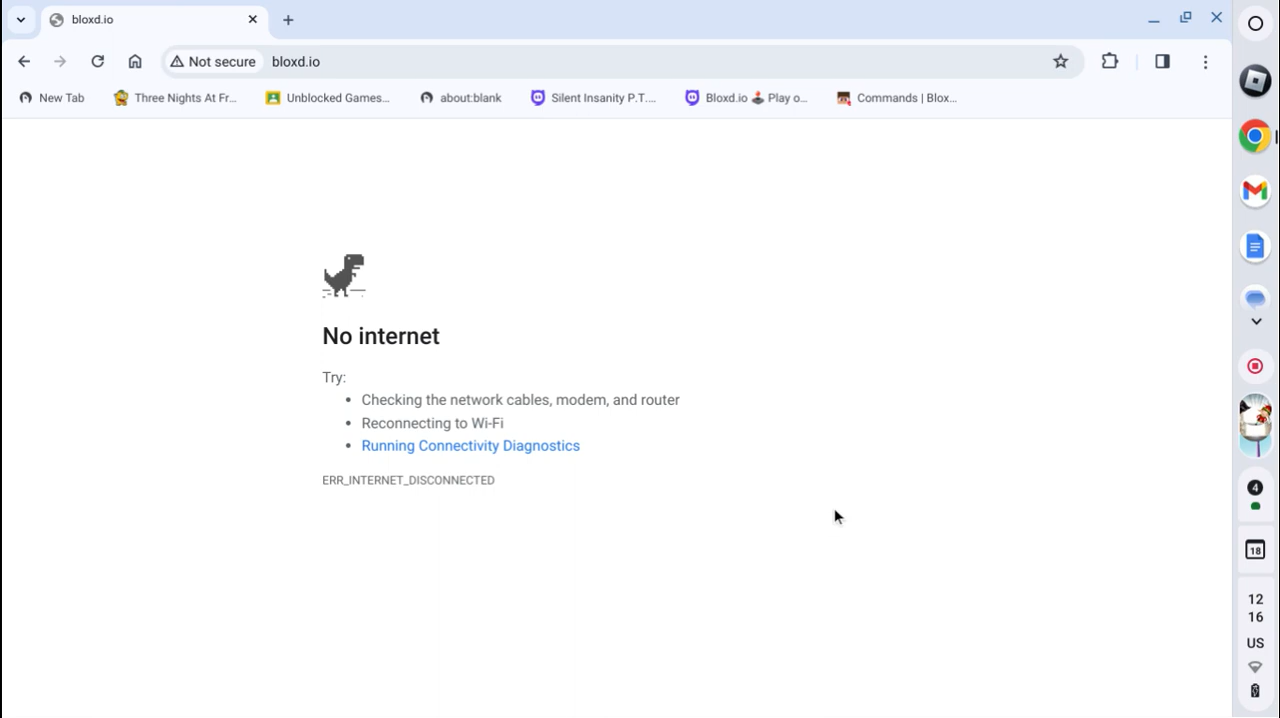 bloxd.io
Not secure bloxd.io
New Tab Three Nights At Fr... Unblocked Games... about:blank Silent Insanity P.T.... Bloxd.io 🕹️ Play o... Commands | Blox...
No internet
Try:
• Checking the network cables, modem, and router
• Reconnecting to Wi-Fi
• Running Connectivity Diagnostics
ERR_INTERNET_DISCONNECTED
4
18
12
16
US